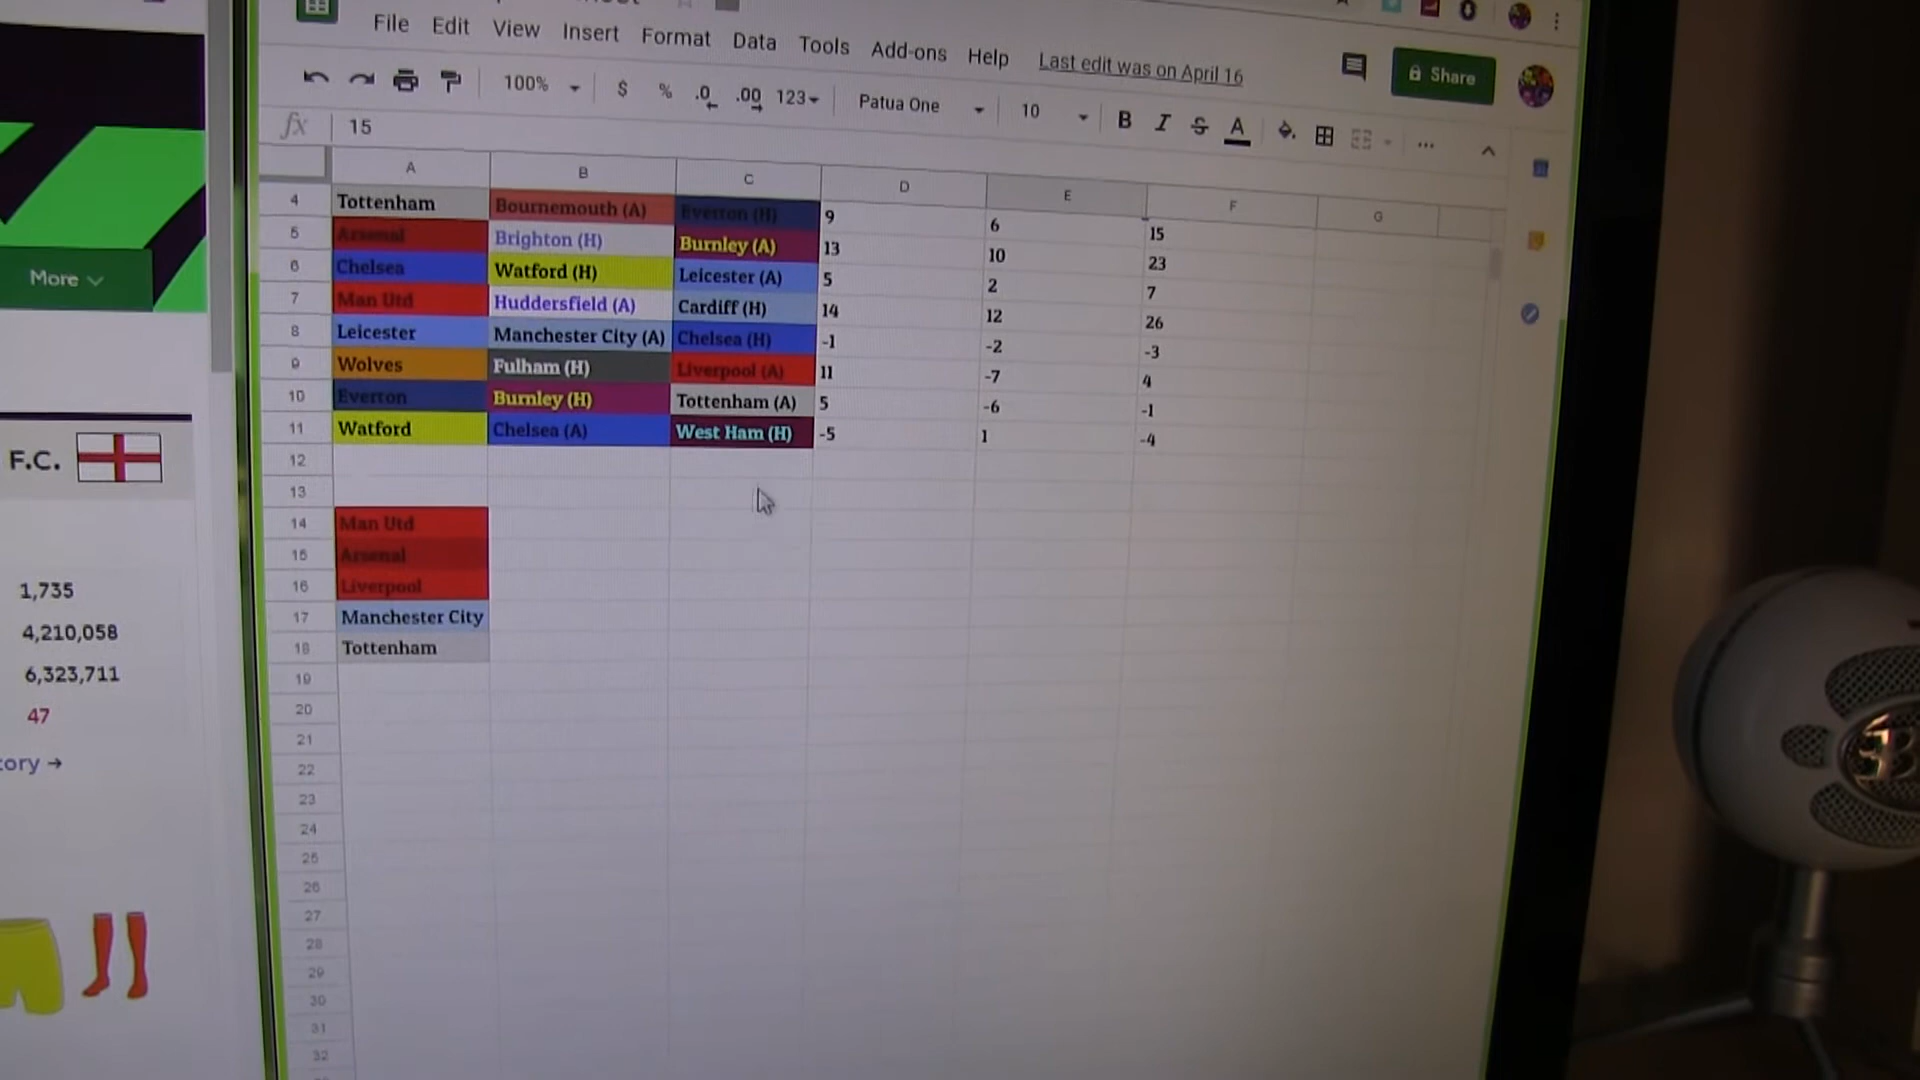 File Edit View Insert Format Data Tools Add-ons Help Last edit was on April 16
Share
100% $ % .0 .00 123 Patua One 10 B I S A ...
fx 15
A B C D E F G
4 Tottenham Bournemouth (A) Everton (H) 9 6 15
5 Arsenal Brighton (H) Burnley (A) 13 10 23
6 Chelsea Watford (H) Leicester (A) 5 2 7
7 Man Utd Huddersfield (A) Cardiff (H) 14 12 26
8 Leicester Manchester City (A) Chelsea (H) -1 -2 -3
9 Wolves Fulham (H) Liverpool (A) 11 -7 4
10 Everton Burnley (H) Tottenham (A) 5 -6 -1
11 Watford Chelsea (A) West Ham (H) -5 1 -4
12
13
14 Man Utd
15 Arsenal
16 Liverpool
17 Manchester City
18 Tottenham
19
20
21
22
23
24
25
26
27
28
29
30
31
32
More
F.C.
1,735
4,210,058
6,323,711
47
tory →
B